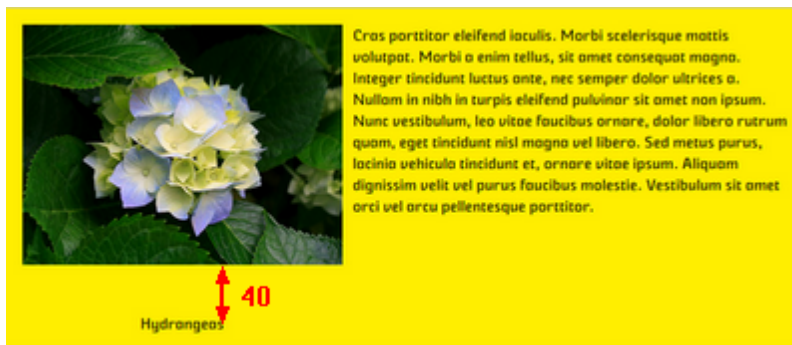 Cras porttitor eleifend iaculis. Morbi scelerisque mattis
volutpat. Morbi a enim tellus, sit amet consequat magna.
Integer tincidunt luctus ante, nec semper dolor ultrices a.
Nullam in nibh in turpis eleifend pulvinar sit amet non ipsum.
Nunc vestibulum, leo vitae faucibus ornare, dolor libero rutrum
quam, eget tincidunt nisl magna vel libero. Sed metus purus,
lacinia vehicula tincidunt et, ornare vitae ipsum. Aliquam
dignissim velit vel purus faucibus molestie. Vestibulum sit amet
orci vel arcu pellentesque porttitor.
40
Hydrangeas